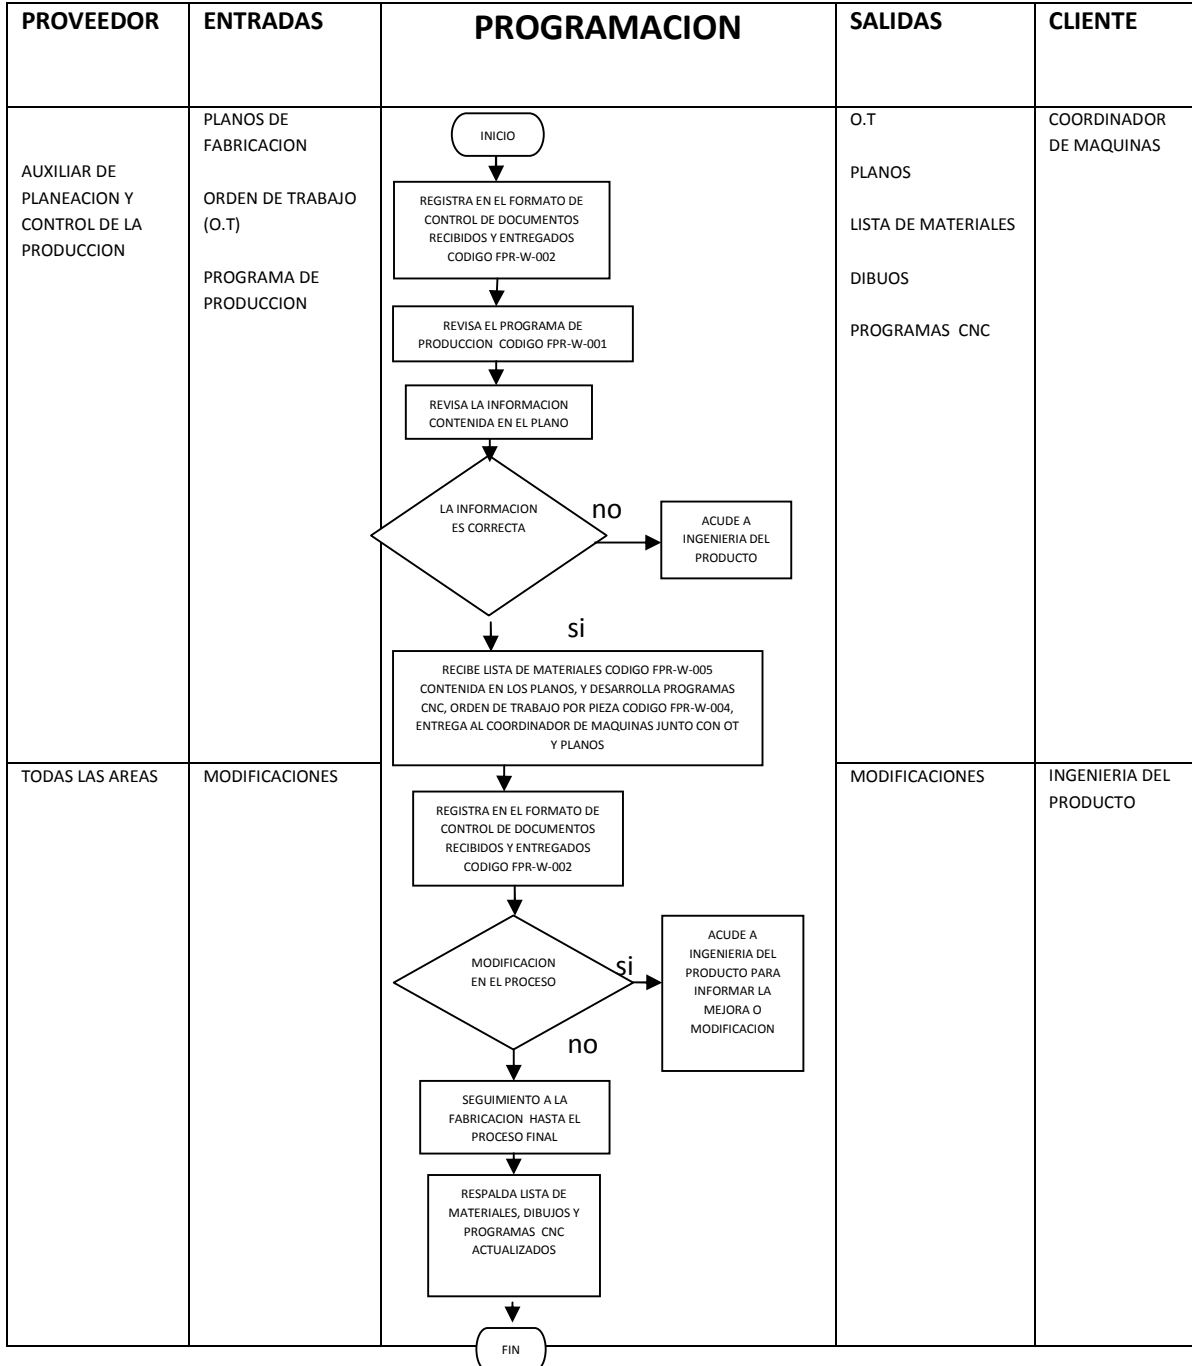 PROVEEDOR
ENTRADAS
PROGRAMACION
SALIDAS
CLIENTE
AUXILIAR DE
PLANEACION Y
CONTROL DE LA
PRODUCCION
PLANOS DE
FABRICACION
ORDEN DE TRABAJO
(O.T)
PROGRAMA DE
PRODUCCION
INICIO
REGISTRA EN EL FORMATO DE
CONTROL DE DOCUMENTOS
RECIBIDOS Y ENTREGADOS
CODIGO FPR-W-002
REVISA EL PROGRAMA DE
PRODUCCION CODIGO FPR-W-001
REVISA LA INFORMACION
CONTENIDA EN EL PLANO
LA INFORMACION
ES CORRECTA
no
ACUDE A
INGENIERIA DEL
PRODUCTO
si
RECIBE LISTA DE MATERIALES CODIGO FPR-W-005
CONTENIDA EN LOS PLANOS, Y DESARROLLA PROGRAMAS
CNC, ORDEN DE TRABAJO POR PIEZA CODIGO FPR-W-004,
ENTREGA AL COORDINADOR DE MAQUINAS JUNTO CON OT
Y PLANOS
O.T
PLANOS
LISTA DE MATERIALES
DIBUOS
PROGRAMAS CNC
COORDINADOR
DE MAQUINAS
TODAS LAS AREAS
MODIFICACIONES
REGISTRA EN EL FORMATO DE
CONTROL DE DOCUMENTOS
RECIBIDOS Y ENTREGADOS
CODIGO FPR-W-002
MODIFICACION
EN EL PROCESO
si
ACUDE A
INGENIERIA DEL
PRODUCTO PARA
INFORMAR LA
MEJORA O
MODIFICACION
no
SEGUIMIENTO A LA
FABRICACION HASTA EL
PROCESO FINAL
RESPALDA LISTA DE
MATERIALES, DIBUJOS Y
PROGRAMAS CNC
ACTUALIZADOS
FIN
MODIFICACIONES
INGENIERIA DEL
PRODUCTO